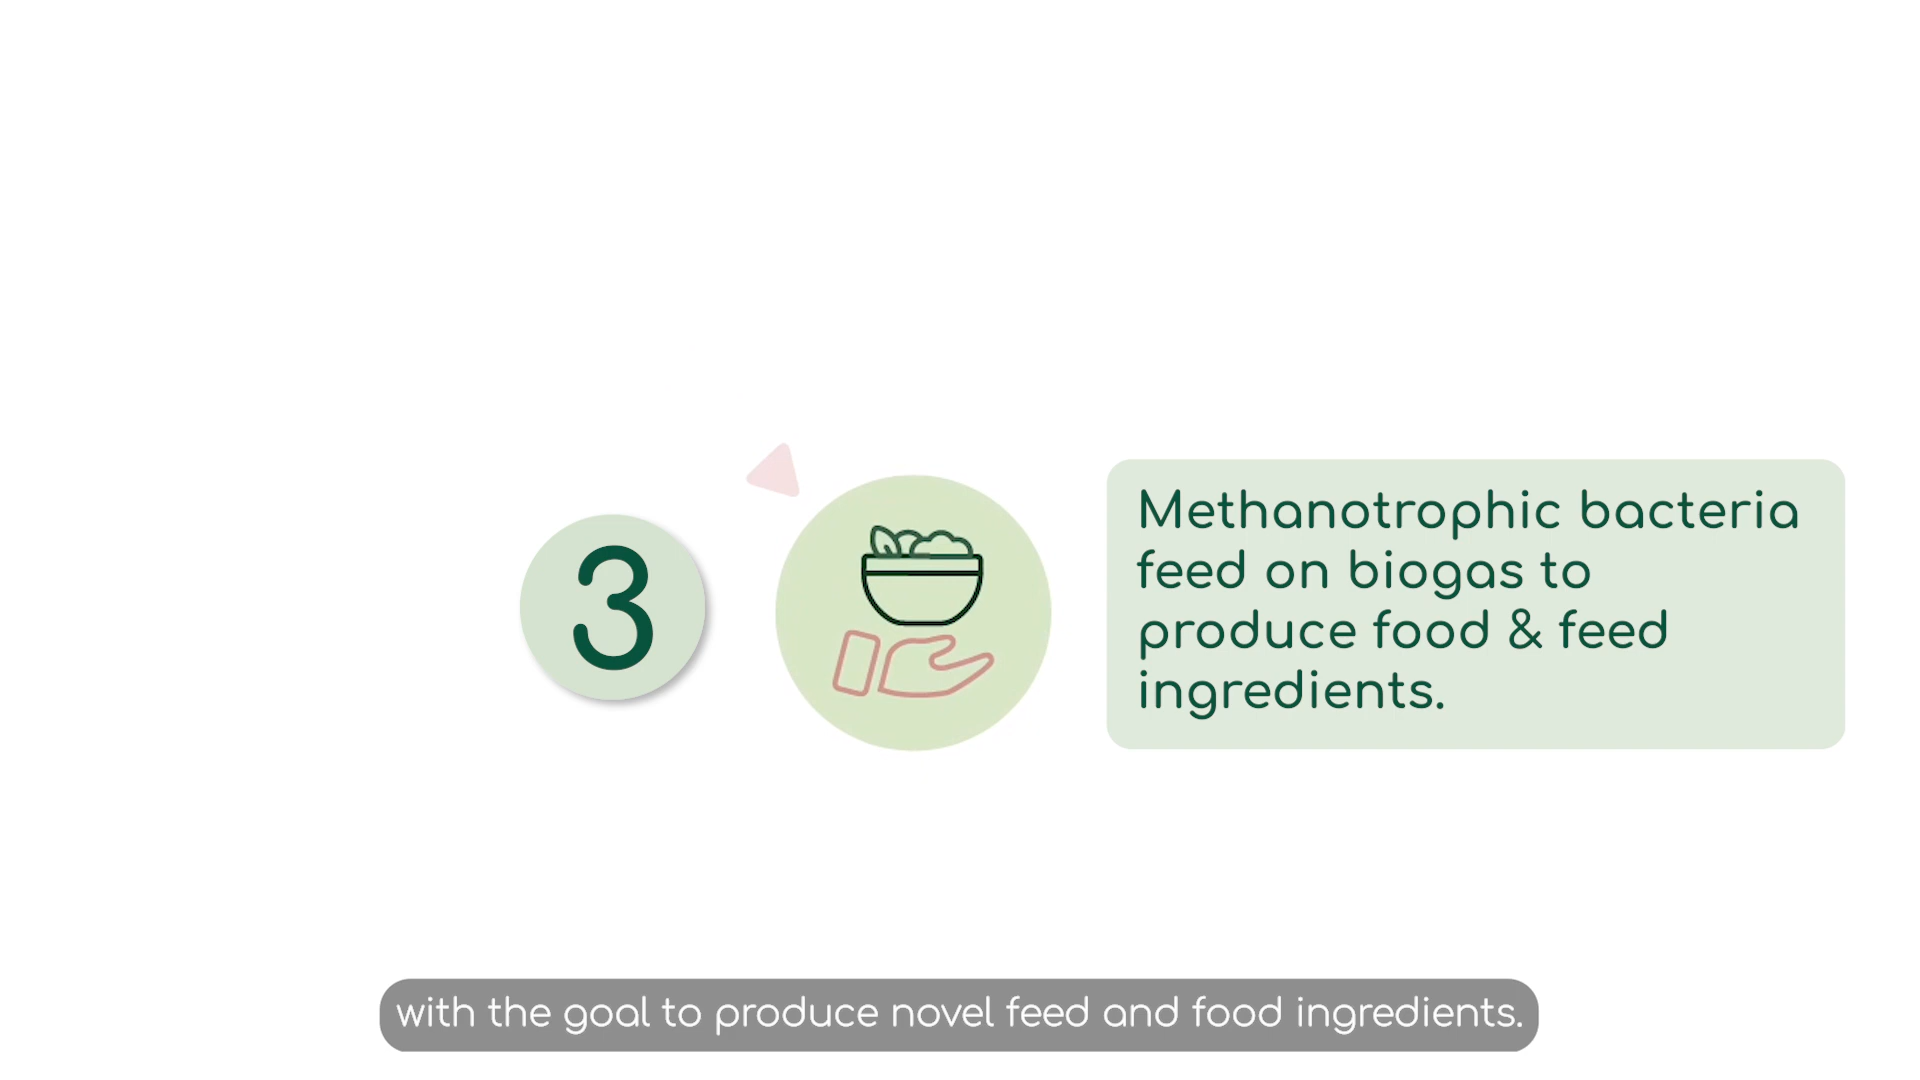 3
Methanotrophic bacteria
feed on biogas to
produce food & feed
ingredients.
with the goal to produce novel feed and food ingredients.